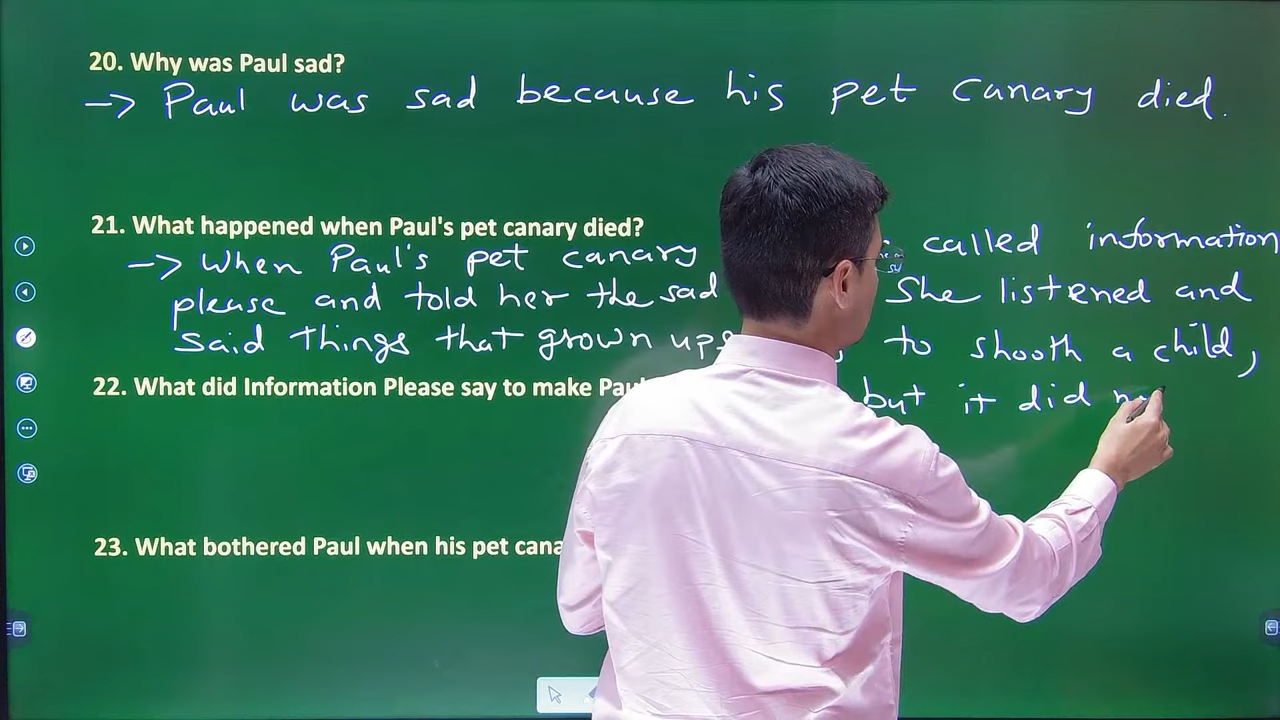 20. Why was Paul sad?
-> Paul was sad because his pet canary died.
21. What happened when Paul's pet canary died?
-> When Paul's pet canary called information
please and told her the sad She listened and
said things that grown ups to shooth a child,
22. What did Information Please say to make
but it did
23. What bothered Paul when his pet